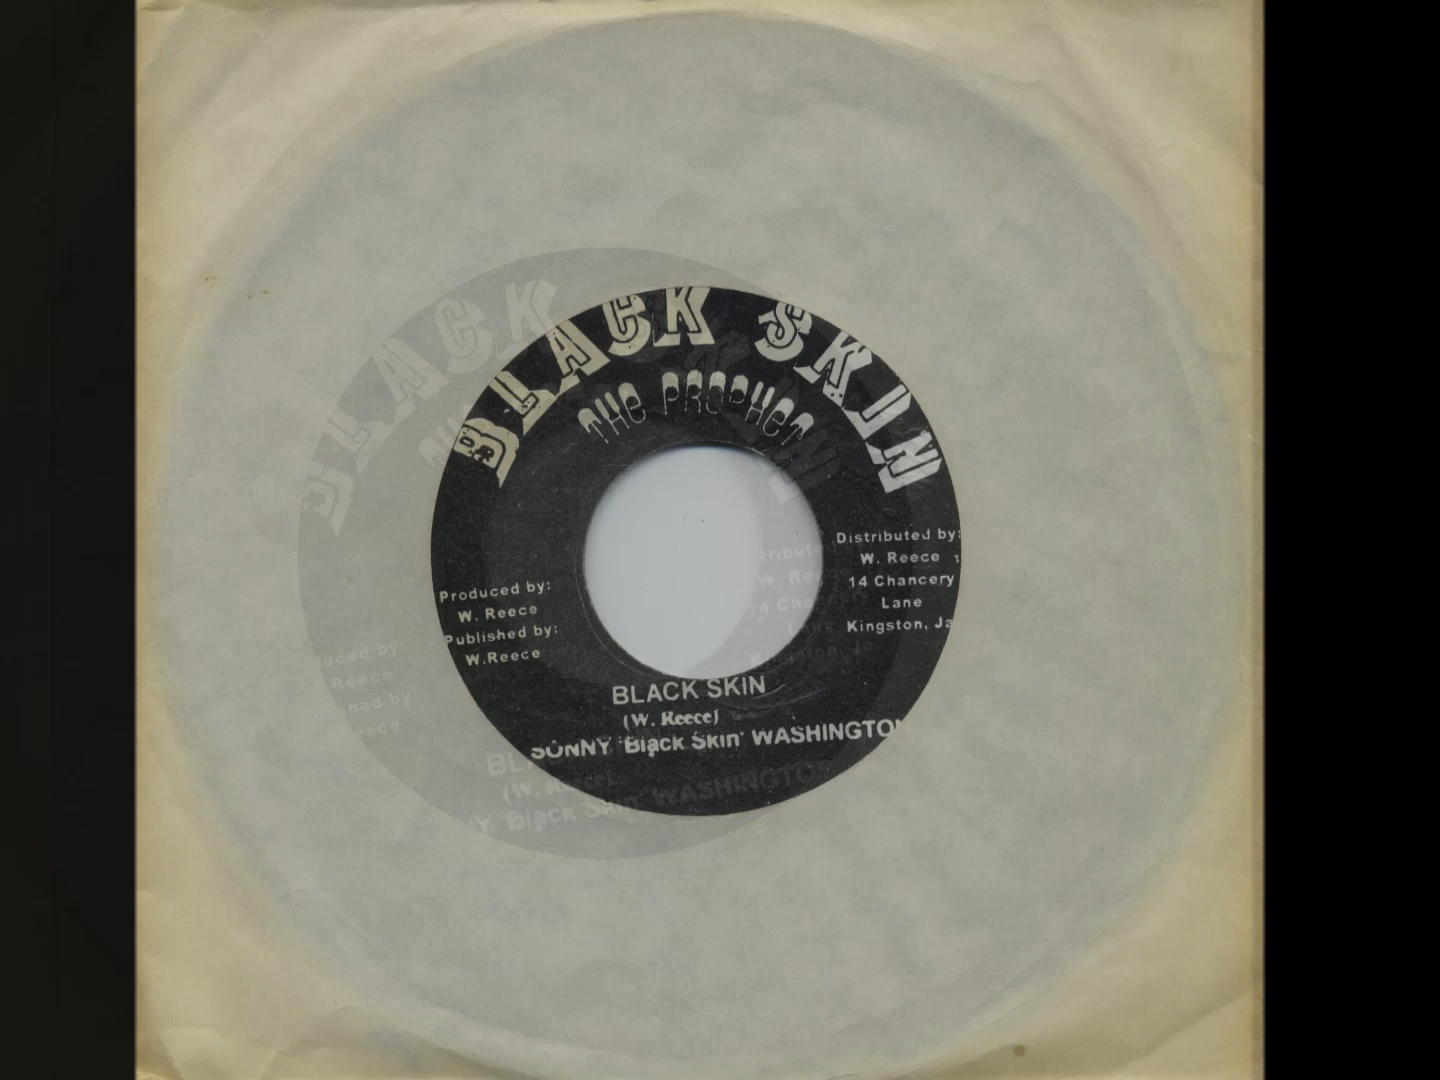 BLACK SKIN
THE PROPHET
Distributed by:
W. Reece
14 Chancery
Lane
Kingston, Ja
Produced by:
W. Reece
Published by:
W.Reece
BLACK SKIN
(W. Reece)
SUNNY 'Black Skin' WASHINGTON